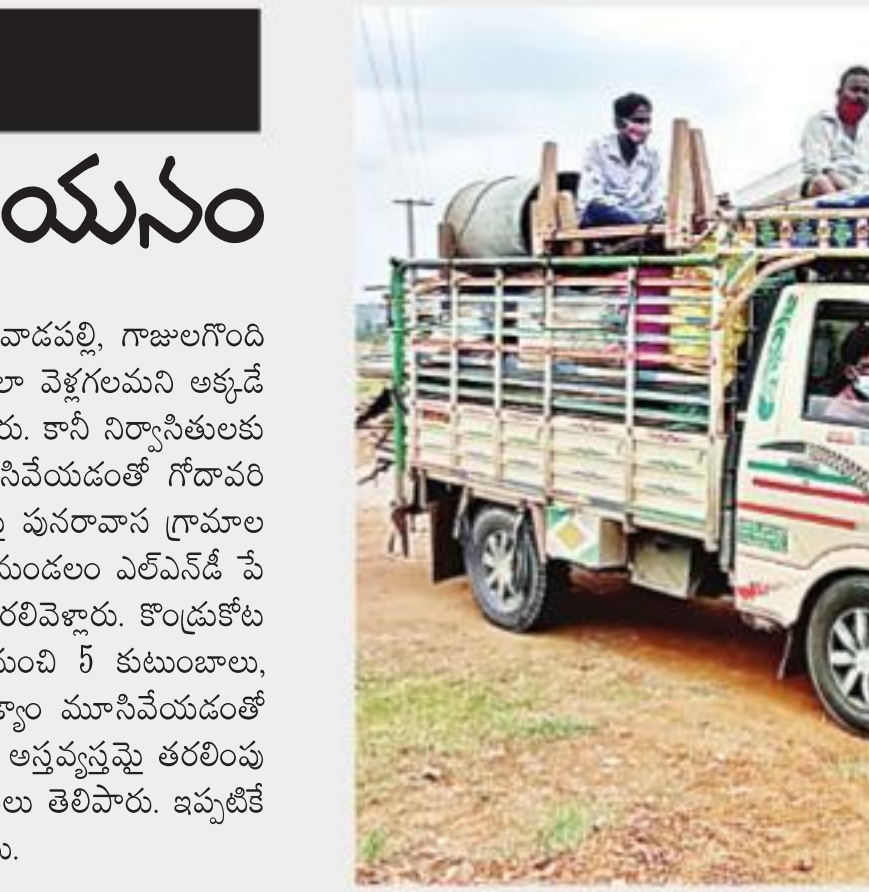 యనం
వాడపల్లి, గాజులగొంది
లా వెళ్లగలమని అక్కడే
రు. కానీ నిర్వాసితులకు
సివేయడంతో గోదావరి
పునరావాస గ్రామాల
మండలం ఎల్ఎన్‌డీ పే
రలివెళ్లారు. కొండ్రుకోట
నుంచి 5 కుటుంబాలు,
మూసివేయడంతో
అస్తవ్యస్తమై తరలింపు
లు తెలిపారు. ఇప్పటికే